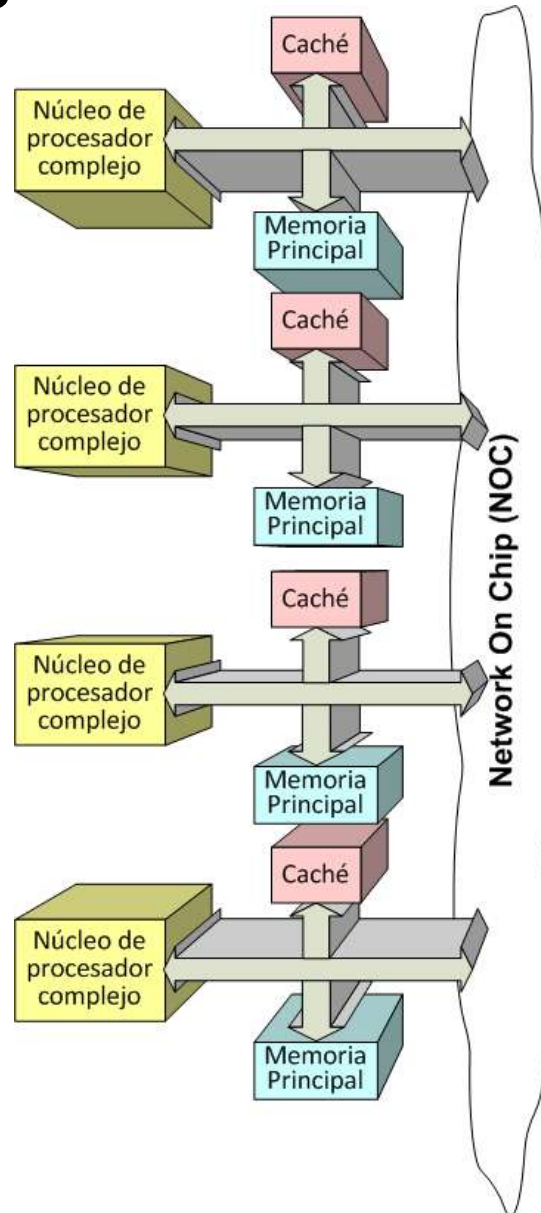 Caché
Núcleo de
procesador
complejo
Memoria
Principal
Caché
Núcleo de
procesador
complejo
Memoria
Principal
Network On Chip (NOC)
Caché
Núcleo de
procesador
complejo
Memoria
Principal
Caché
Núcleo de
procesador
complejo
Memoria
Principal